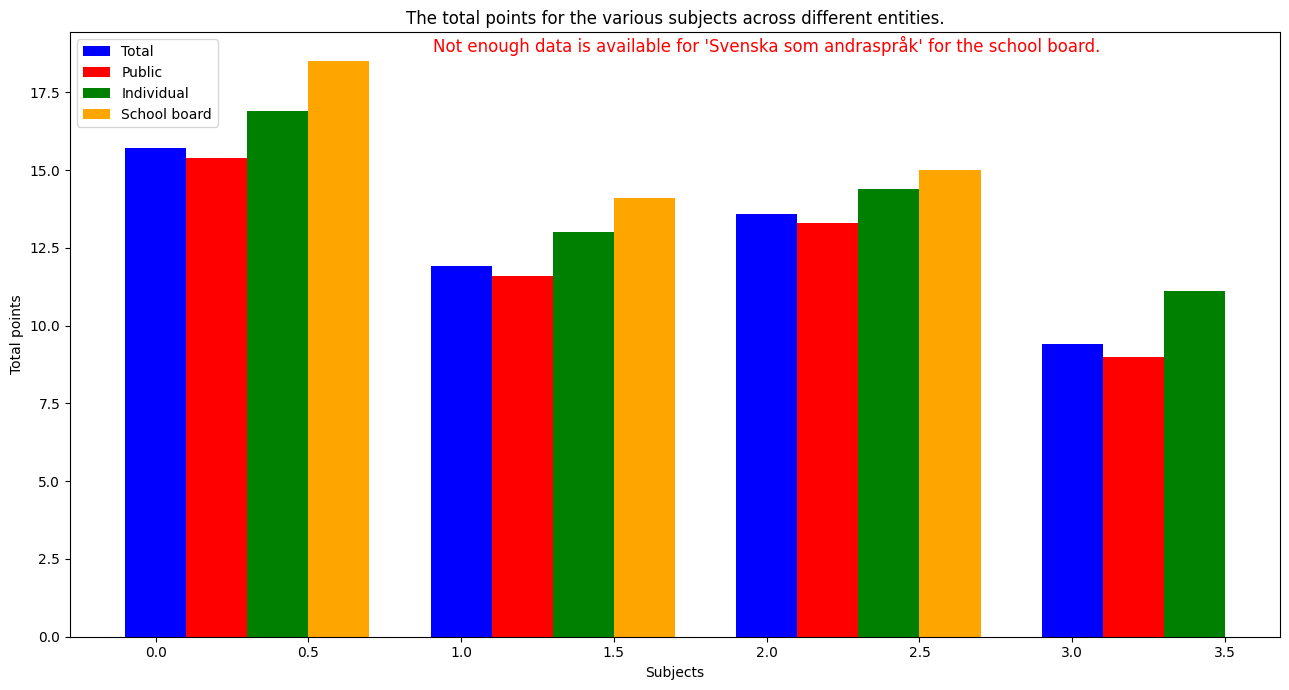 The total points for the various subjects across different entities.
Not enough data is available for 'Svenska som andraspråk' for the school board.
Total
Public
Individual
School board
17.5
15.0
12.5
10.0
7.5
5.0
2.5
0.0
Total points
0.0 0.5 1.0 1.5 2.0 2.5 3.0 3.5
Subjects